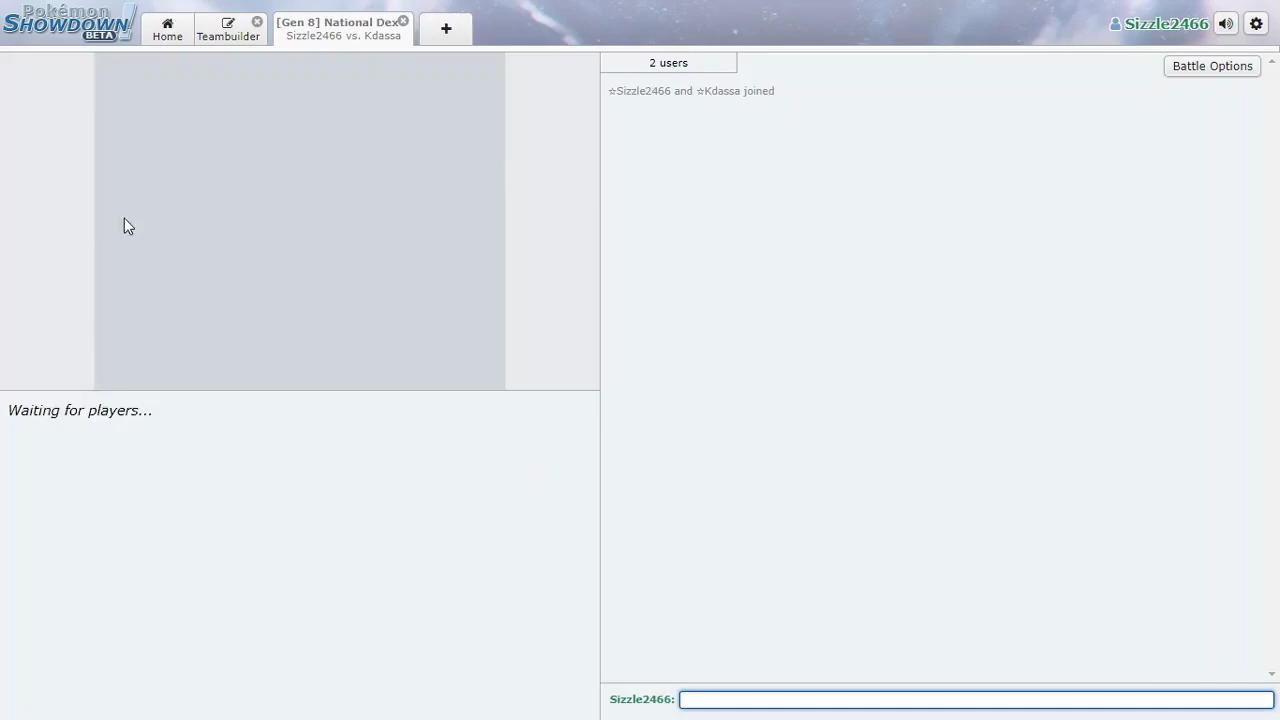 Pokémon
SHOWDOWN!
BETA
Home
Teambuilder
[Gen 8] National Dex
Sizzle2466 vs. Kdassa
+
Sizzle2466
2 users
Battle Options
☆Sizzle2466 and ☆Kdassa joined
Waiting for players...
Sizzle2466: